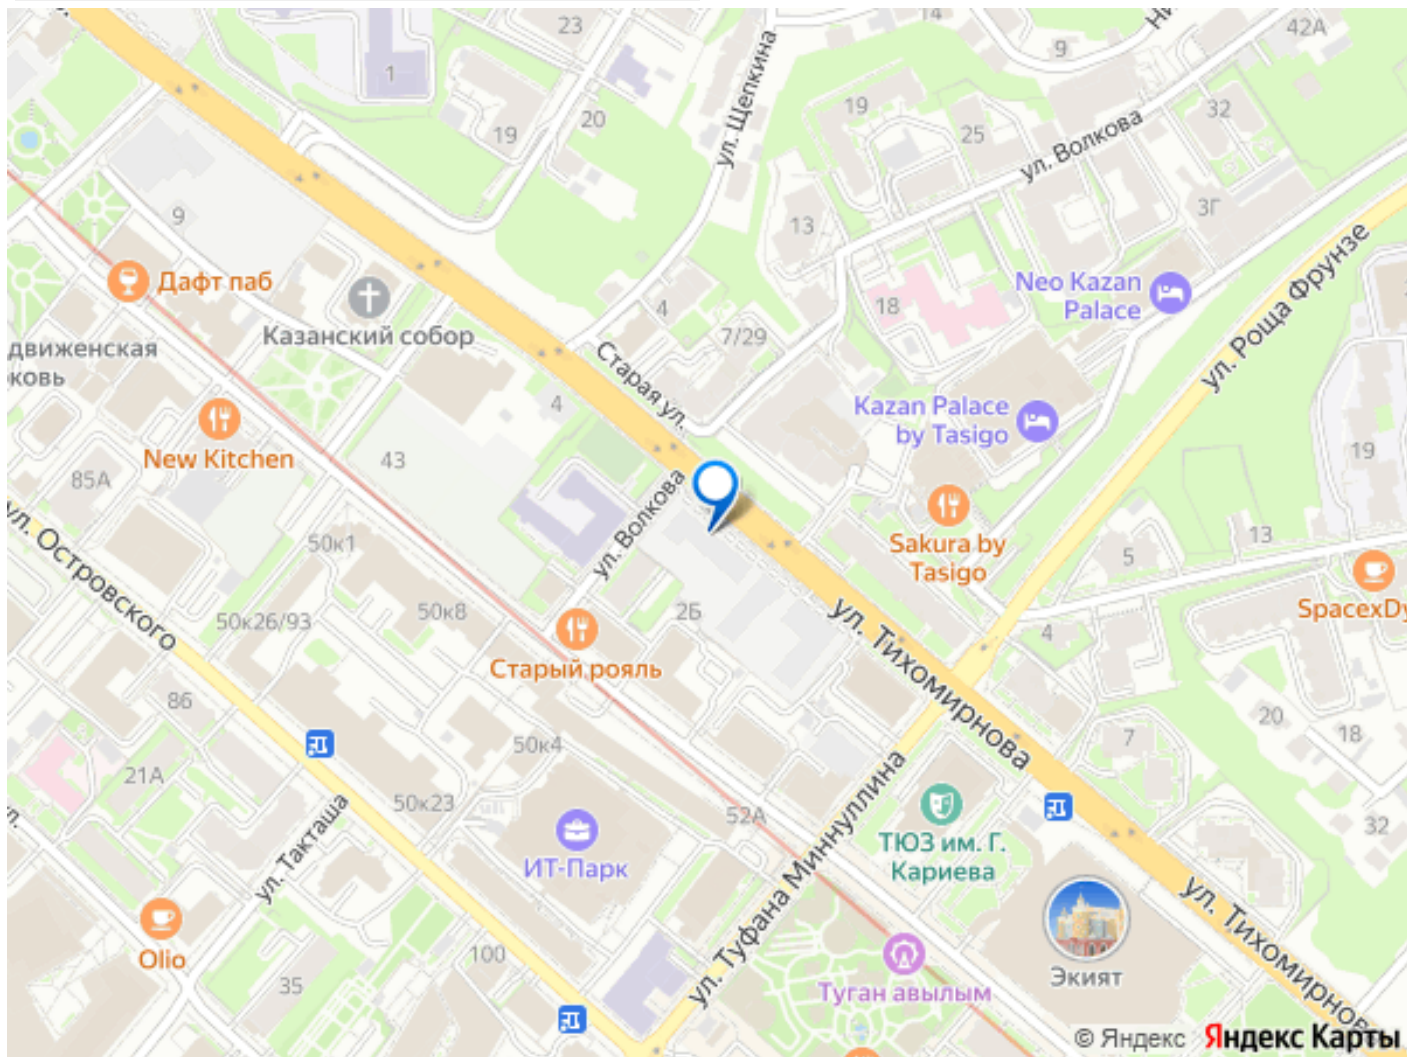 23
14
42А
9
1
19
20
ул. Щепкина
19
25
32
ул. Волкова
9
13
3Г
Дафт паб
Казанский собор
4
7/29
18
Neo Kazan
Palace
ул. Роща Фрунзе
движенская
ковь
Старая ул.
4
Kazan Palace
by Tasigo
New Kitchen
43
85А
19
ул. Волкова
Sakura by
Tasigo
5
13
ул. Островского
50к1
50к26/93
50к8
2Б
SpacexDy
4
ул. Тихомирнова
Старый рояль
86
50к4
20
18
7
21А
50к23
52А
ул. Такташа
ТЮЗ им. Г.
Кариева
32
ИТ-Парк
ул. Туфана Миннуллина
ул. Тихомирнова
Olio
100
35
Туган авылым
Экият
© Яндекс Яндекс Карты